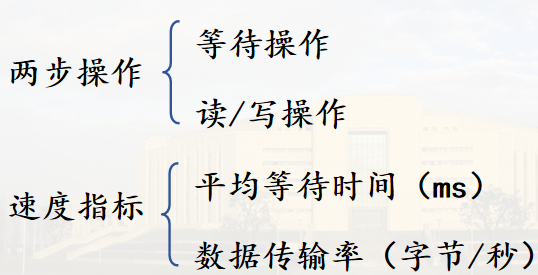 两步操作
等待操作
读/写操作
速度指标
平均等待时间（ms）
数据传输率（字节/秒）